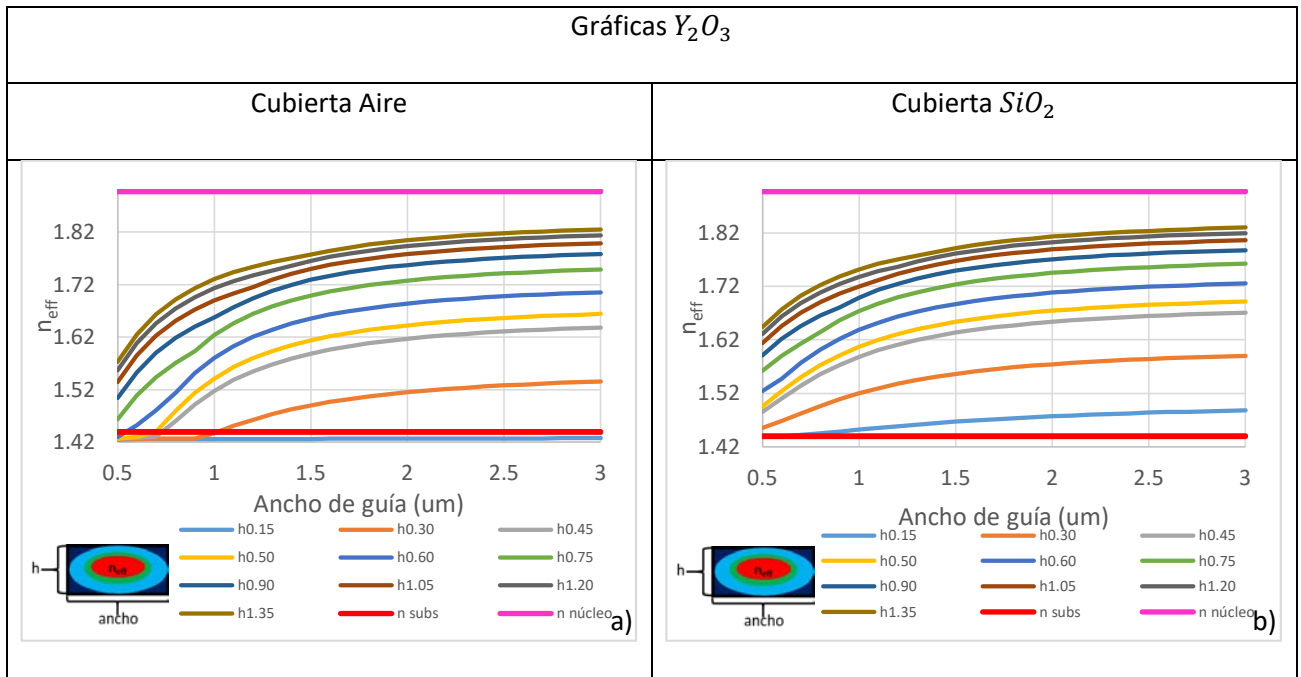 Gráficas Y₂O₃
Cubierta Aire
Cubierta SiO₂
1.82
1.72
1.62
1.52
1.42
n_eff
0.5 1 1.5 2 2.5 3
Ancho de guía (um)
h0.15 h0.30 h0.45
h0.50 h0.60 h0.75
h0.90 h1.05 h1.20
h1.35 n subs n núcleo
h
n_eff
ancho
a)
1.82
1.72
1.62
1.52
1.42
n_eff
0.5 1 1.5 2 2.5 3
Ancho de guía (um)
h0.15 h0.30 h0.45
h0.50 h0.60 h0.75
h0.90 h1.05 h1.20
h1.35 n subs n núcleo
h
n_eff
ancho
b)